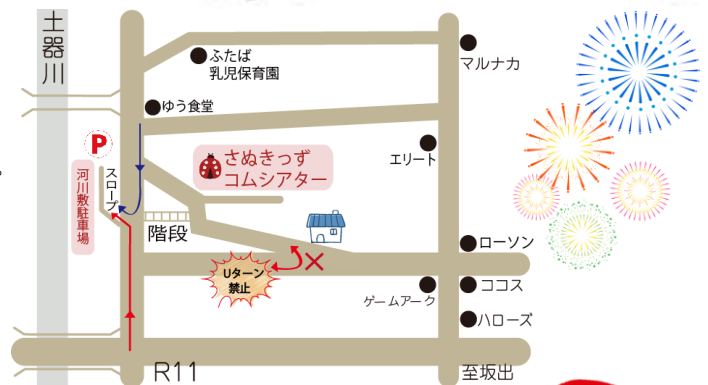 土器川
ふたば
乳児保育園
ゆう食堂
マルナカ
エリート
P
スロープ
河川敷駐車場
さぬきっず
コムシアター
階段
Uターン
禁止
×
ローソン
ゲームアーク
ココス
ハローズ
R11
至坂出